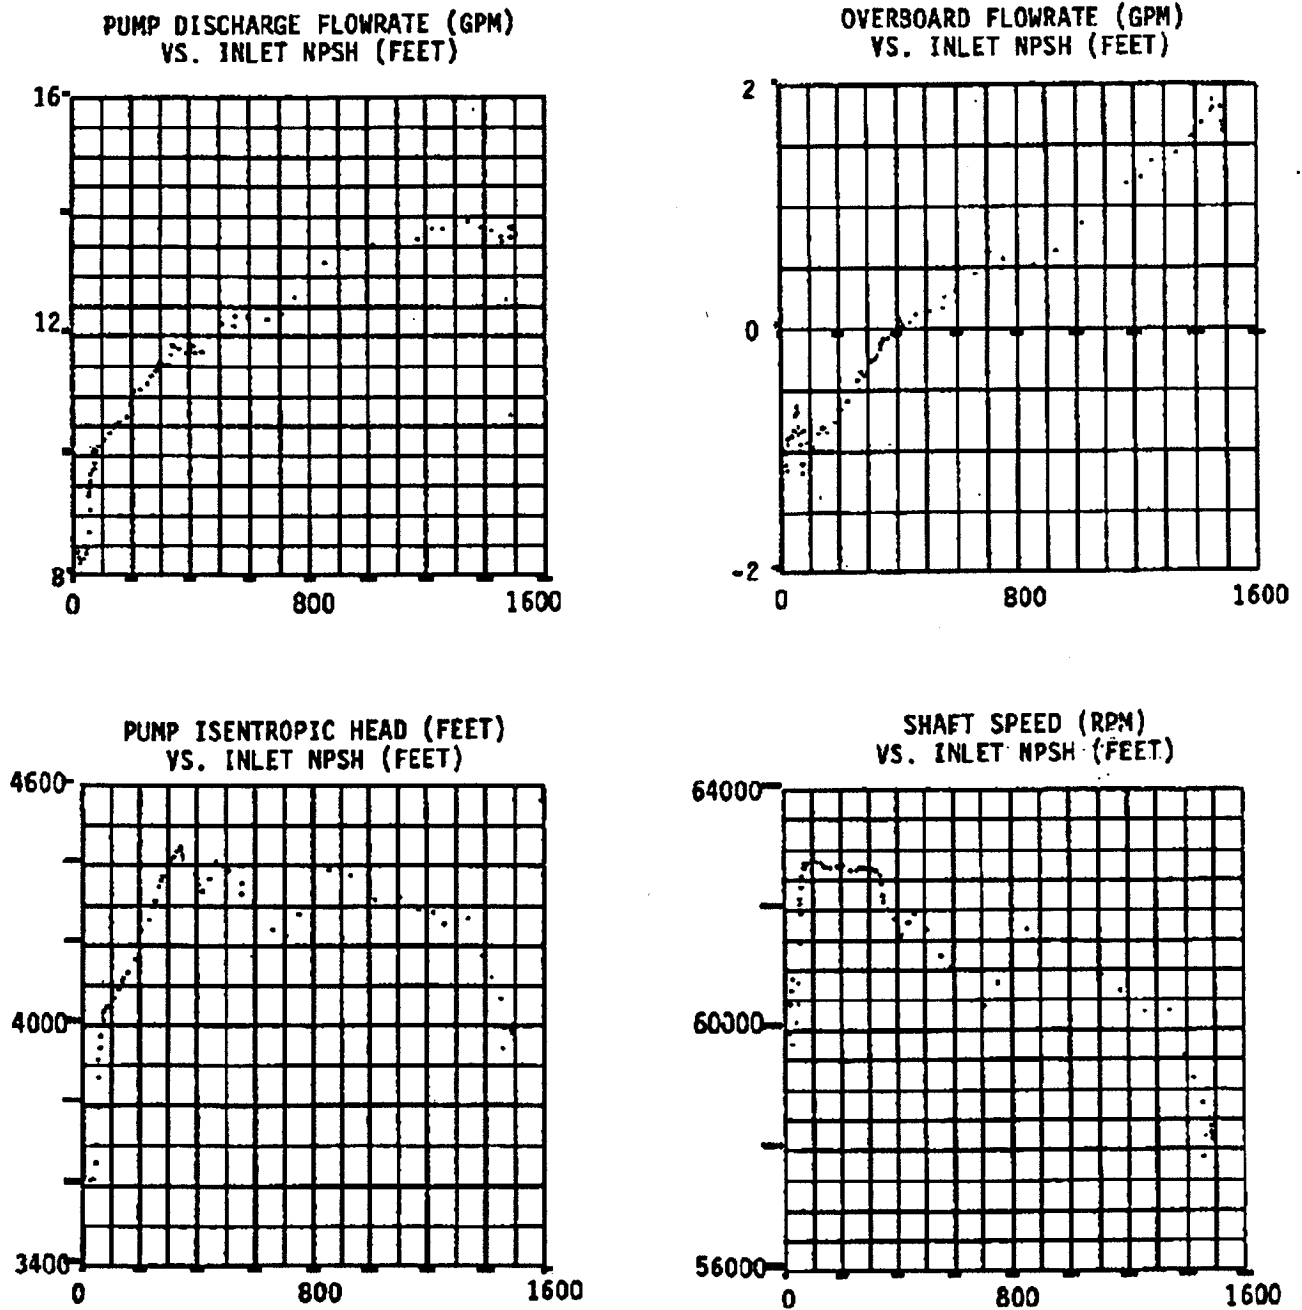 PUMP DISCHARGE FLOWRATE (GPM)
VS. INLET NPSH (FEET)
16
12
8
0 800 1600
OVERBOARD FLOWRATE (GPM)
VS. INLET NPSH (FEET)
2
0
-2
0 800 1600
PUMP ISENTROPIC HEAD (FEET)
VS. INLET NPSH (FEET)
4600
4000
3400
0 800 1600
SHAFT SPEED (RPM)
VS. INLET NPSH (FEET)
64000
60000
56000
0 800 1600